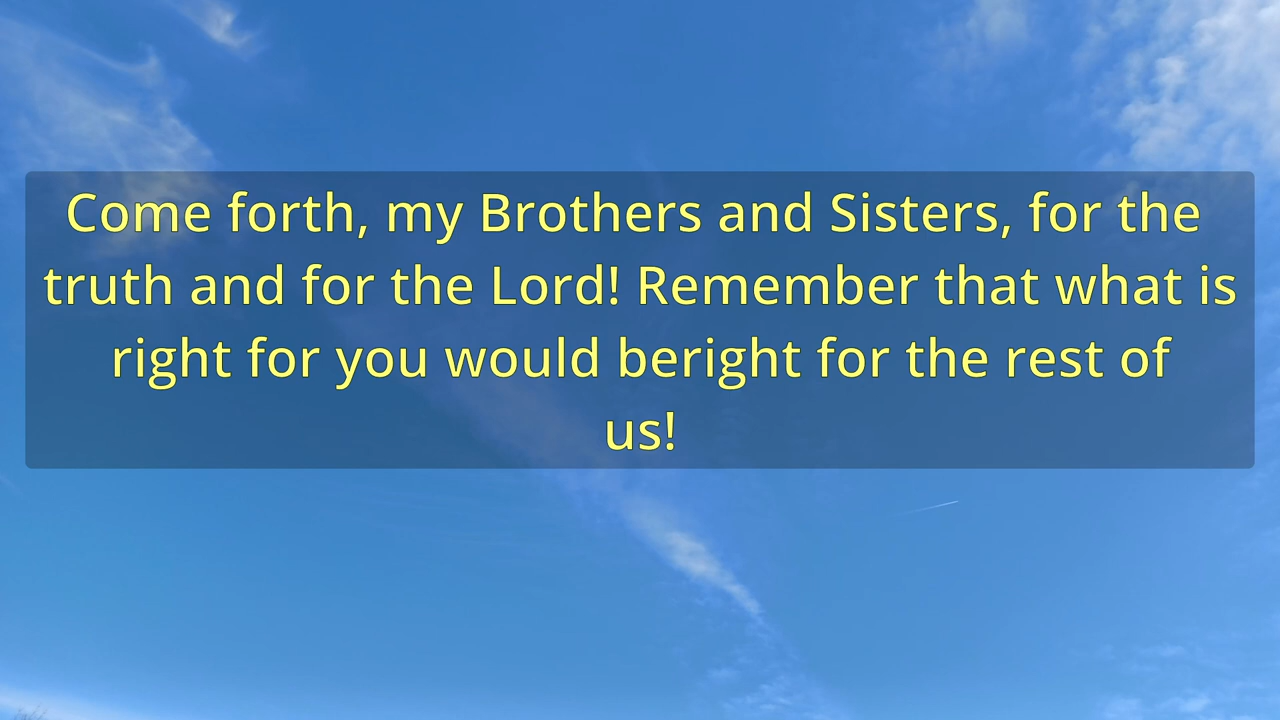 Come forth, my Brothers and Sisters, for the
truth and for the Lord! Remember that what is
right for you would beright for the rest of
us!